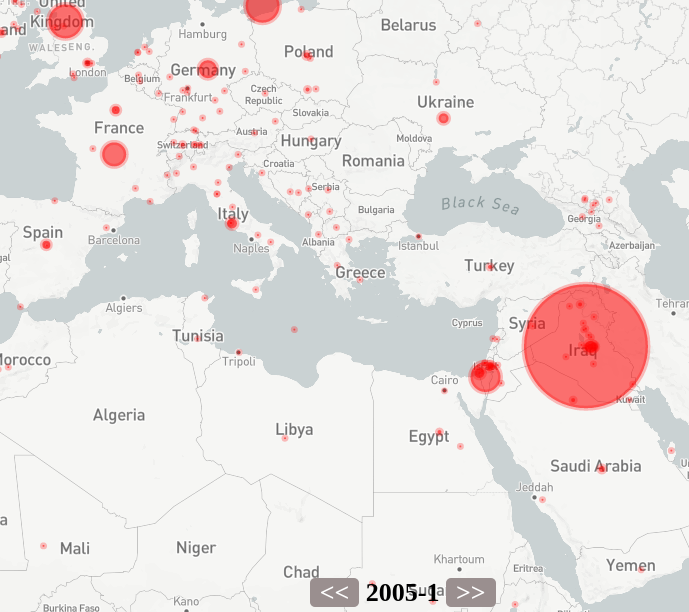 United
Kingdom
and
Hamburg
Belarus
WALES
ENG.
London
Belgium
Germany
Poland
Frankfurt
Czech
Republic
Ukraine
Slovakia
France
Austria
Switzerland
Hungary
Moldova
Croatia
Romania
Serbia
Black Sea
Bulgaria
Georgia
Spain
Barcelona
Italy
Naples
Albania
Istanbul
Azerbaijan
gal
Greece
Turkey
Tehran
Algiers
Tunisia
Cyprus
Syria
Iraq
Morocco
Tripoli
Cairo
Kuwait
Algeria
Libya
Egypt
Saudi Arabia
Jeddah
Mali
Niger
Chad
Khartoum
Eritrea
Yemen
Burkina Faso
Kano
<< 2005-1 >>